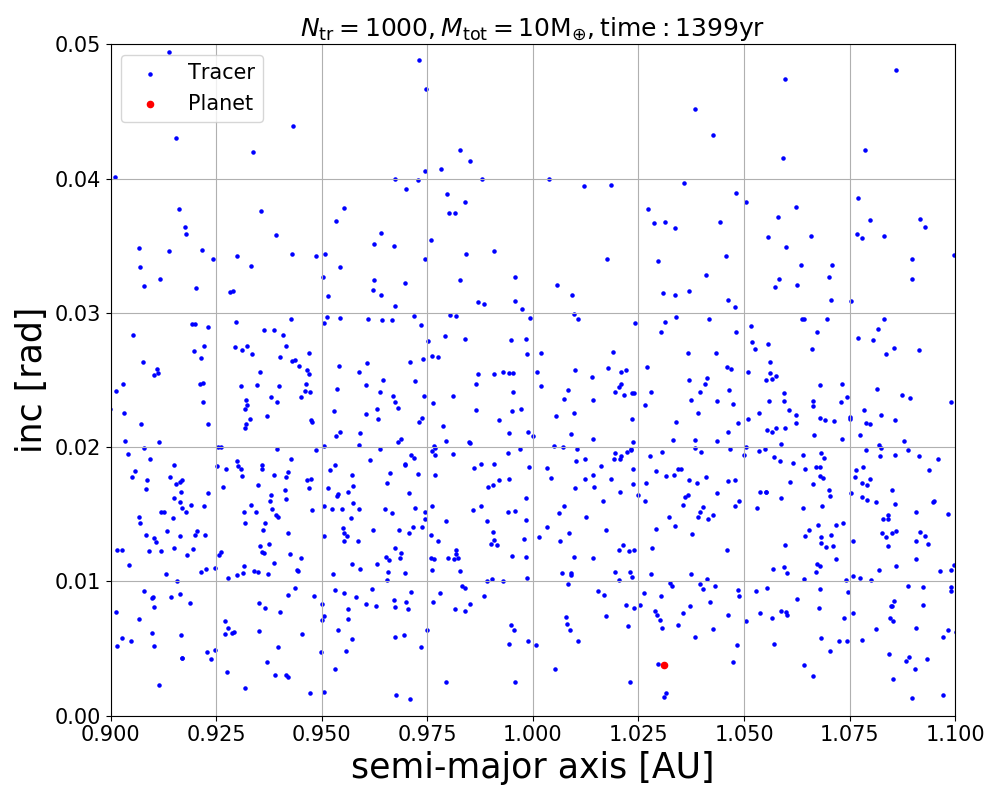 N_tr = 1000, M_tot = 10M_⊕, time : 1399yr
Tracer
Planet
inc [rad]
0.05
0.04
0.03
0.02
0.01
0.00
0.900 0.925 0.950 0.975 1.000 1.025 1.050 1.075 1.100
semi-major axis [AU]